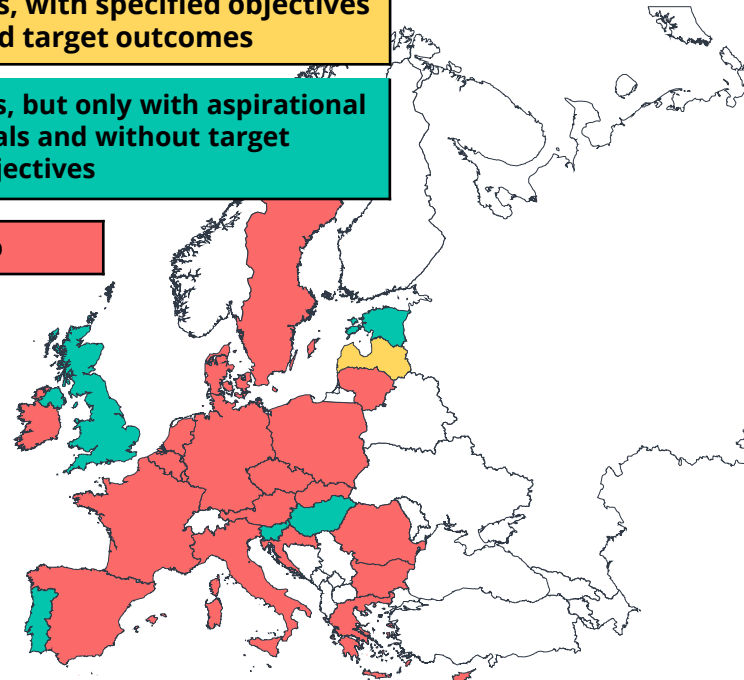 s, with specified objectives
d target outcomes
s, but only with aspirational
als and without target
jectives
o